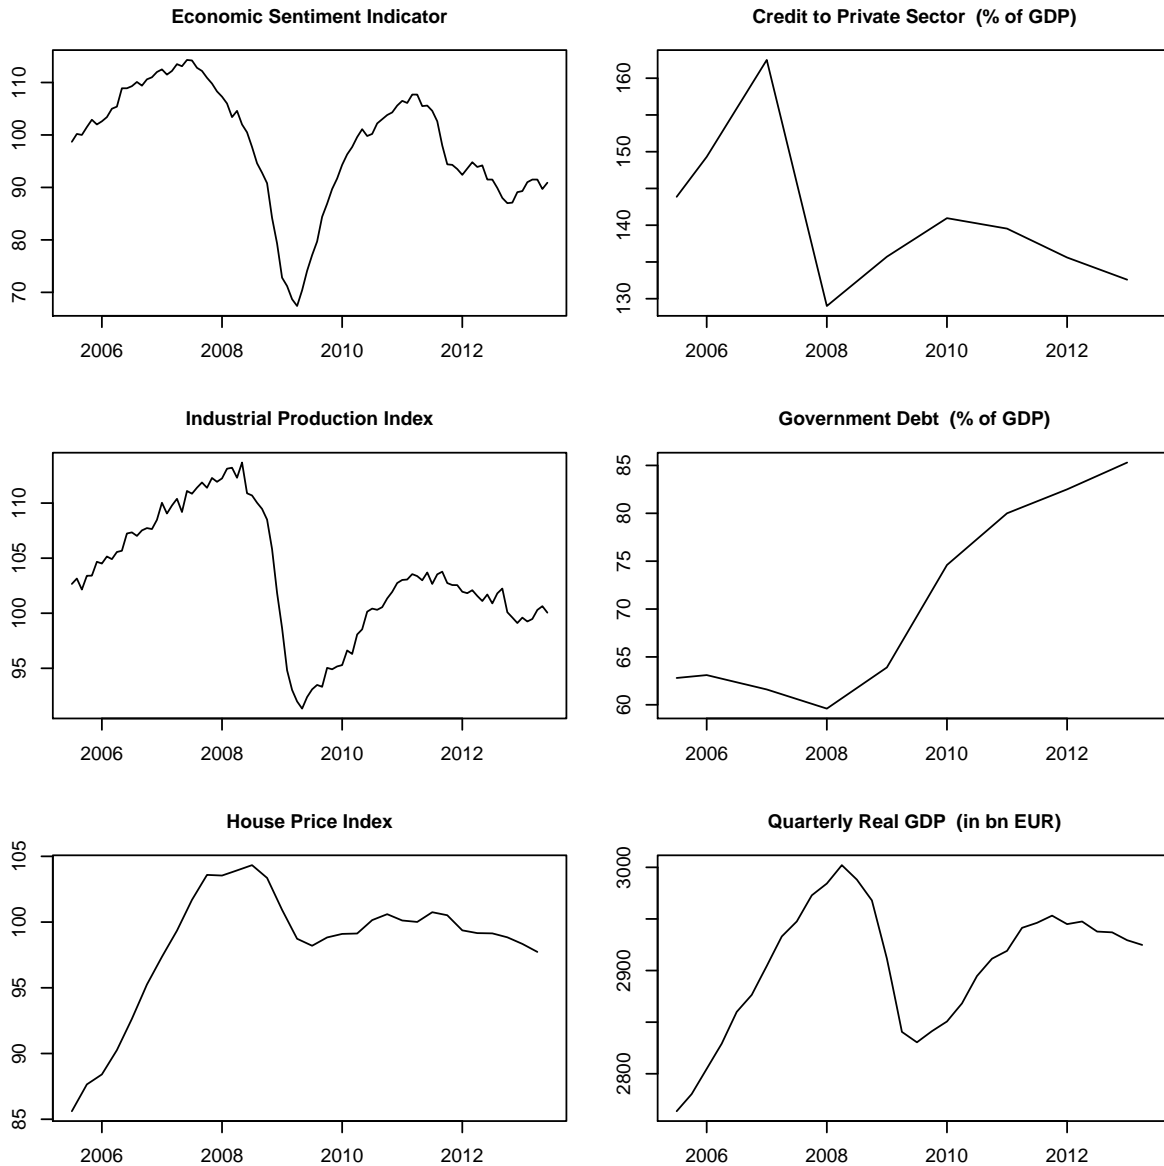 Economic Sentiment Indicator
110
100
90
80
70
2006 2008 2010 2012
Credit to Private Sector (% of GDP)
160
150
140
130
2006 2008 2010 2012
Industrial Production Index
110
105
100
95
2006 2008 2010 2012
Government Debt (% of GDP)
85
80
75
70
65
60
2006 2008 2010 2012
House Price Index
105
100
95
90
85
2006 2008 2010 2012
Quarterly Real GDP (in bn EUR)
3000
2900
2800
2006 2008 2010 2012